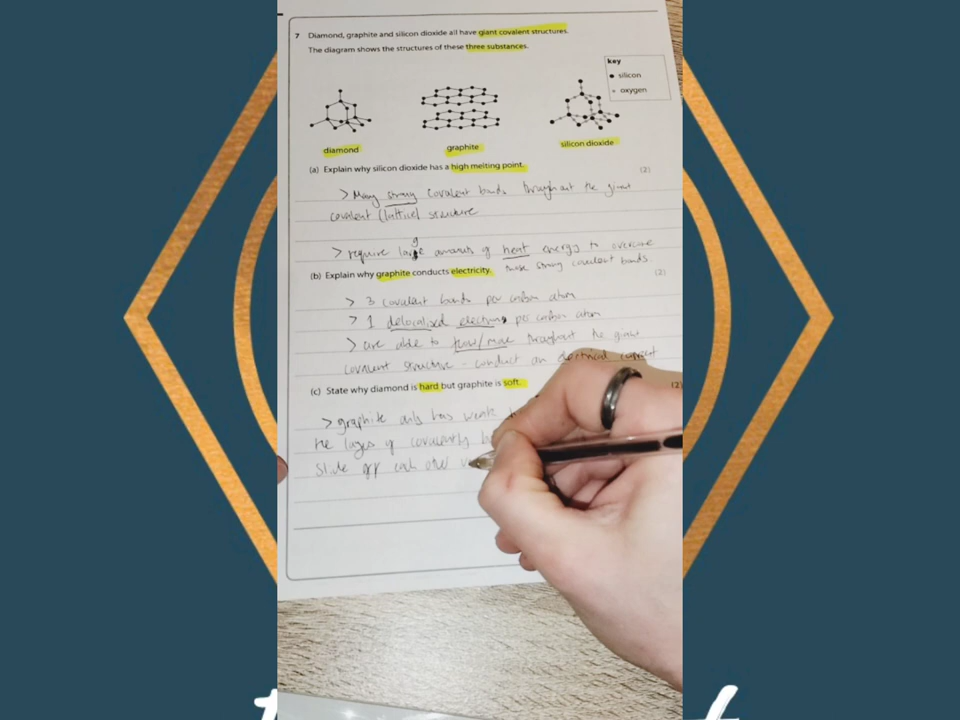 7 Diamond, graphite and silicon dioxide all have giant covalent structures.
The diagram shows the structures of these three substances.
key
silicon
oxygen
diamond
graphite
silicon dioxide
(a) Explain why silicon dioxide has a high melting point.
(2)
> Many strong covalent bonds throughout the giant
covalent (lattice) structure
> require large amounts of heat energy to overcome
these strong covalent bonds.
(b) Explain why graphite conducts electricity.
(2)
> 3 covalent bonds per carbon atom
> 1 delocalised electron per carbon atom
> are able to flow/move throughout the giant
covalent structure - conduct an electrical current
(c) State why diamond is hard but graphite is soft.
(2)
> graphite only has weak
the layers of covalently
slide off each other